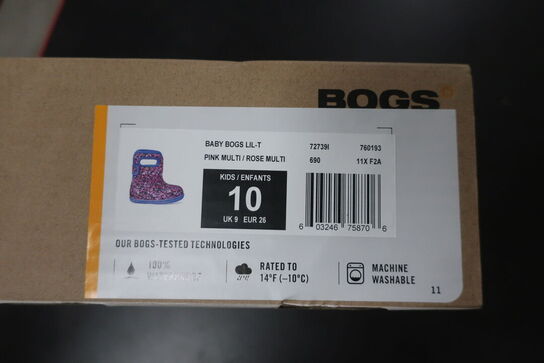 BOGS
BABY BOGS LIL-T 72739I 760193
PINK MULTI / ROSE MULTI 690 11X F2A
KIDS / ENFANTS
10
UK 9 EUR 26
6 03246 75870 6
OUR BOGS-TESTED TECHNOLOGIES
100%
WATERPROOF
RATED TO
14°F (–10°C)
MACHINE
WASHABLE
11